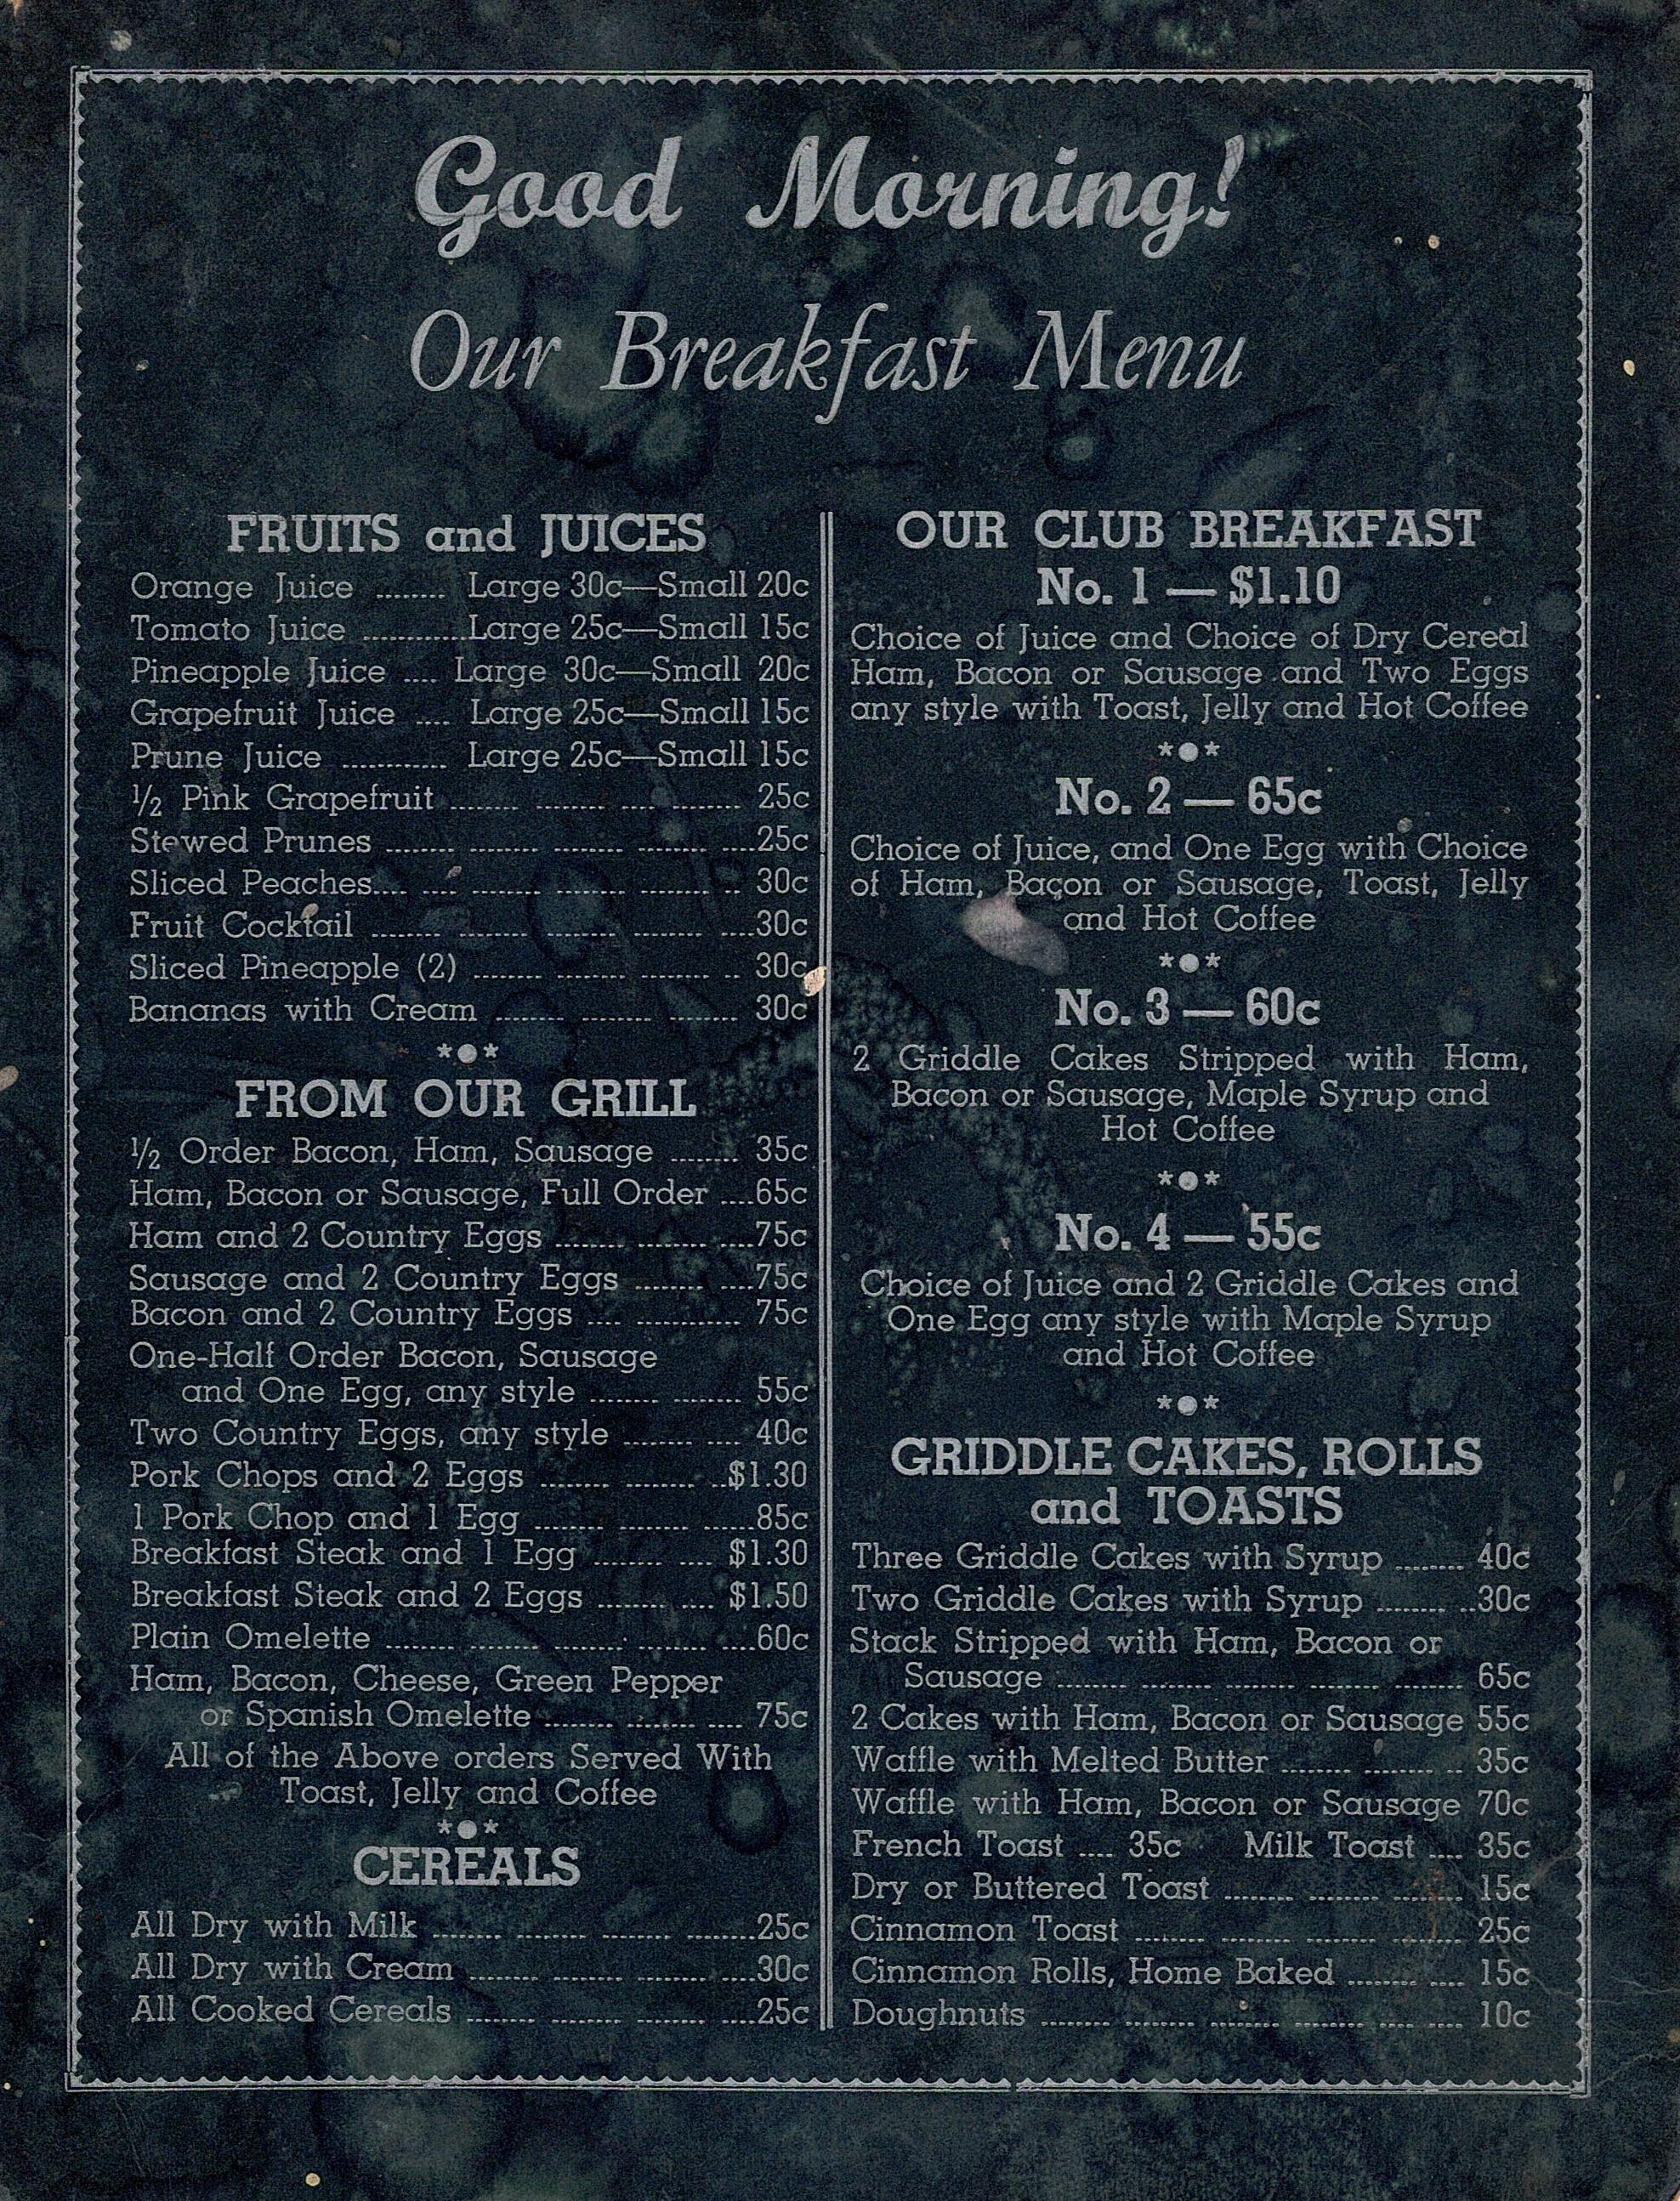 Good Morning!
Our Breakfast Menu
FRUITS and JUICES
Orange Juice ........ Large 30c—Small 20c
Tomato Juice ............Large 25c—Small 15c
Pineapple Juice .... Large 30c—Small 20c
Grapefruit Juice .... Large 25c—Small 15c
Prune Juice ............ Large 25c—Small 15c
½ Pink Grapefruit ........ ........ .... ........ 25c
Stewed Prunes ........ ........ ........ ........ ....25c
Sliced Peaches.... .... ........ ........ ........ .. 30c
Fruit Cocktail ........ ........ ........ ........ ....30c
Sliced Pineapple (2) ........ ........ ........ .. 30c
Bananas with Cream ........ ........ ........ 30c
*●*
FROM OUR GRILL
½ Order Bacon, Ham, Sausage ........ 35c
Ham, Bacon or Sausage, Full Order ....65c
Ham and 2 Country Eggs ........ ........ ....75c
Sausage and 2 Country Eggs ........ ....75c
Bacon and 2 Country Eggs .... ............ 75c
One-Half Order Bacon, Sausage
and One Egg, any style ........ ........ 55c
Two Country Eggs, any style ........ .... 40c
Pork Chops and 2 Eggs ........ ........ ..$1.30
1 Pork Chop and 1 Egg ........ ........ ......85c
Breakfast Steak and 1 Egg ........ .... $1.30
Breakfast Steak and 2 Eggs ........ .... $1.50
Plain Omelette ........ ........ ........ ........ ....60c
Ham, Bacon, Cheese, Green Pepper
or Spanish Omelette ........ ........ .... 75c
All of the Above orders Served With
Toast, Jelly and Coffee
*●*
CEREALS
All Dry with Milk ........ ........ ........ ........25c
All Dry with Cream ........ ........ ........ ....30c
All Cooked Cereals ........ ........ ........ ....25c
OUR CLUB BREAKFAST
No. 1 — $1.10
Choice of Juice and Choice of Dry Cereal
Ham, Bacon or Sausage and Two Eggs
any style with Toast, Jelly and Hot Coffee
*●*
No. 2 — 65c
Choice of Juice, and One Egg with Choice
of Ham, Bacon or Sausage, Toast, Jelly
and Hot Coffee
*●*
No. 3 — 60c
2 Griddle Cakes Stripped with Ham,
Bacon or Sausage, Maple Syrup and
Hot Coffee
*●*
No. 4 — 55c
Choice of Juice and 2 Griddle Cakes and
One Egg any style with Maple Syrup
and Hot Coffee
*●*
GRIDDLE CAKES, ROLLS
and TOASTS
Three Griddle Cakes with Syrup ........ 40c
Two Griddle Cakes with Syrup ........ ..30c
Stack Stripped with Ham, Bacon or
Sausage ........ ........ ........ ........ ........ 65c
2 Cakes with Ham, Bacon or Sausage 55c
Waffle with Melted Butter ........ ........ .. 35c
Waffle with Ham, Bacon or Sausage 70c
French Toast .... 35c Milk Toast .... 35c
Dry or Buttered Toast ........ ........ ........ 15c
Cinnamon Toast ........ ........ ........ ........ 25c
Cinnamon Rolls, Home Baked ........ .... 15c
Doughnuts ........ ........ ........ ........ .... .... 10c